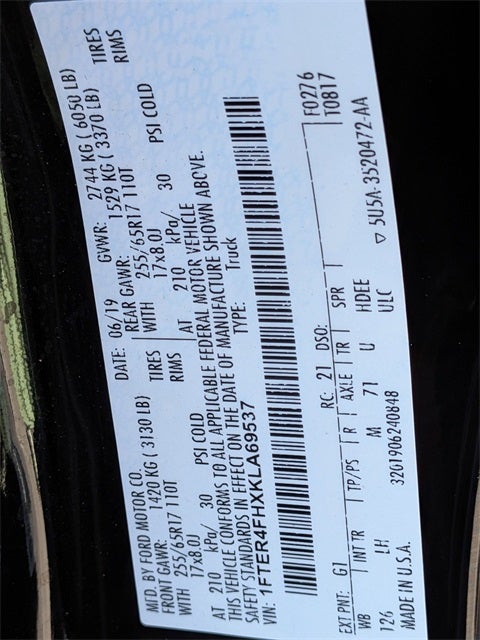 MFD. BY FORD MOTOR CO.
DATE: 06/19 GVWR: 2744 KG ( 6050 LB)
FRONT GAWR: REAR GAWR:
1420 KG ( 3130 LB) 1529 KG ( 3370 LB)
WITH TIRES WITH TIRES
255/65R17 110T 255/65R17 110T
17x8.0J RIMS 17x8.0J RIMS
AT 210 kPa/ 30 PSI COLD AT 210 kPa/ 30 PSI COLD
THIS VEHICLE CONFORMS TO ALL APPLICABLE FEDERAL MOTOR VEHICLE
SAFETY STANDARDS IN EFFECT ON THE DATE OF MANUFACTURE SHOWN ABOVE.
VIN: 1FTER4FHXKLA69537 TYPE: Truck
F0276
T0817
EXT PNT: G1 RC: 21 DSO:
WB INT TR TP/PS R AXLE TR SPR
126 LH M 71 U HDEE
ULC
MADE IN U.S.A. 3261906240848
▽ 5U5A-3520472-AA